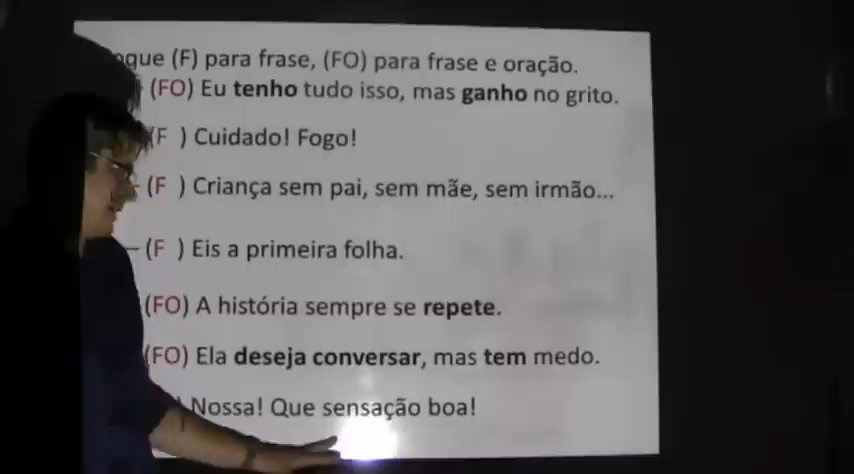 que (F) para frase, (FO) para frase e oração.
(FO) Eu tenho tudo isso, mas ganho no grito.
(F ) Cuidado! Fogo!
(F ) Criança sem pai, sem mãe, sem irmão...
(F ) Eis a primeira folha.
(FO) A história sempre se repete.
(FO) Ela deseja conversar, mas tem medo.
) Nossa! Que sensação boa!